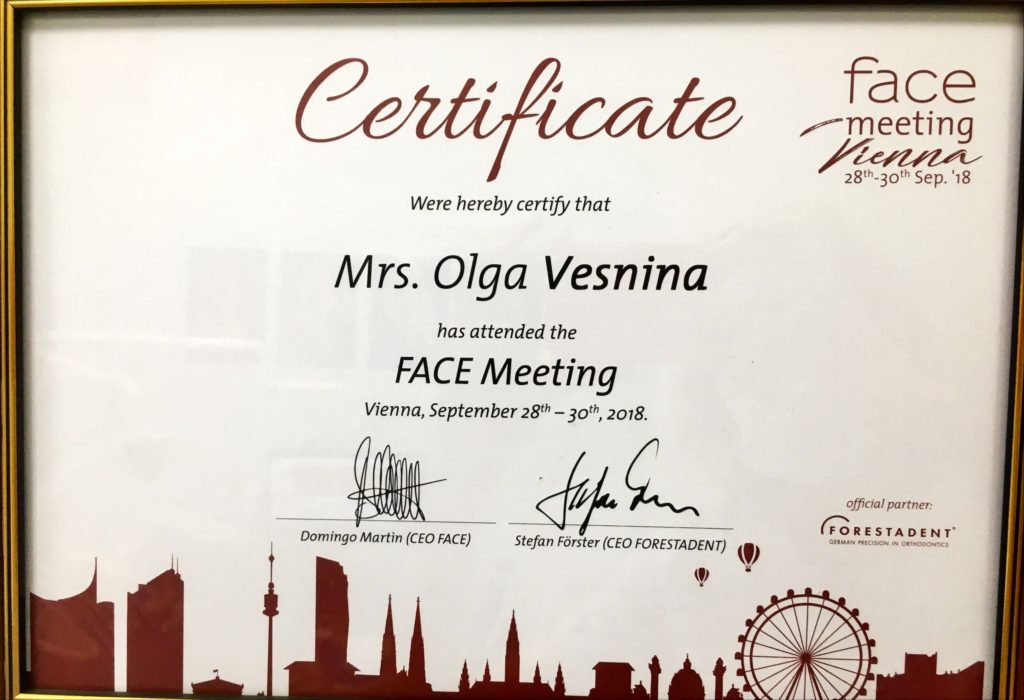 Certificate
face
meeting
Vienna
28th-30th Sep. '18
Were hereby certify that
Mrs. Olga Vesnina
has attended the
FACE Meeting
Vienna, September 28th – 30th, 2018.
Domingo Martìn (CEO FACE)
Stefan Förster (CEO FORESTADENT)
official partner:
FORESTADENT®
GERMAN PRECISION IN ORTHODONTICS